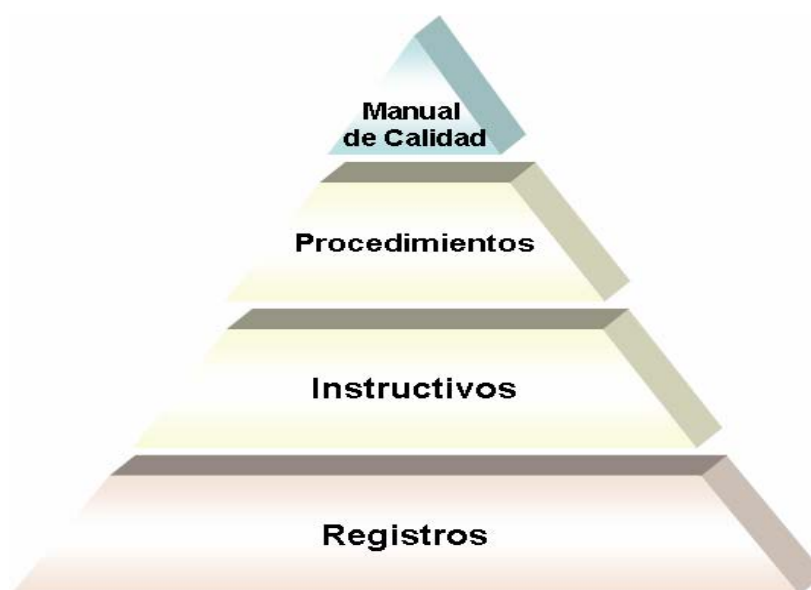 Manual
de Calidad
Procedimientos
Instructivos
Registros